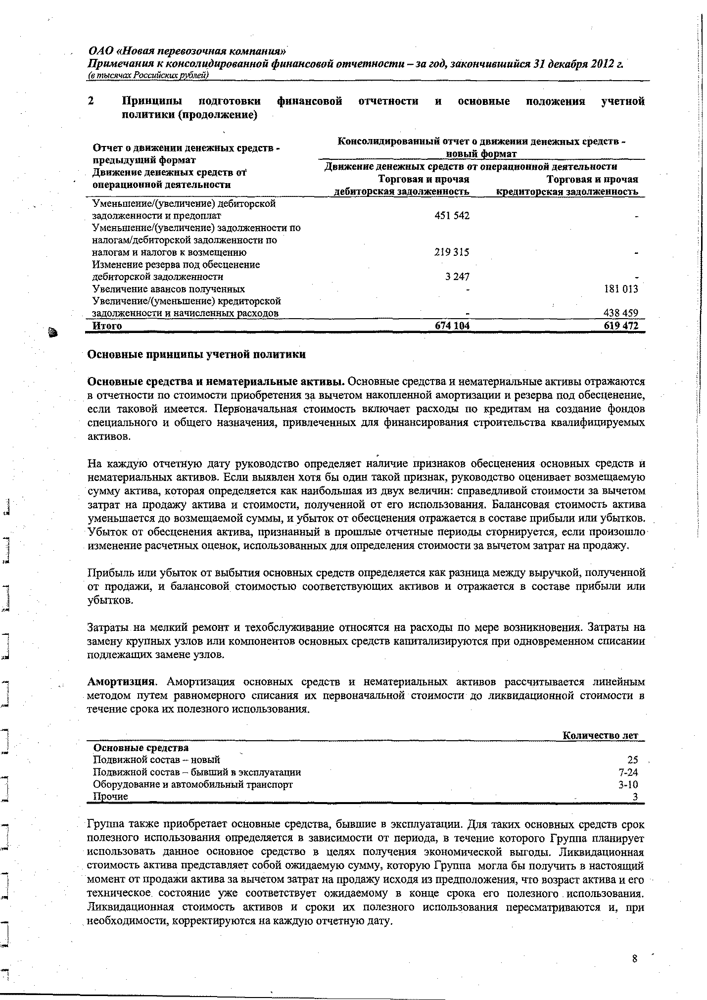 ОАО «Новая перевозочная компания»
Примечания к консолидированной финансовой отчетности – за год, закончившийся 31 декабря 2012 г.
(в тысячах Российских рублей)
2 Принципы подготовки финансовой отчетности и основные положения учетной
политики (продолжение)
Отчет о движении денежных средств -
предыдущий формат
Движение денежных средств от
операционной деятельности
Консолидированный отчет о движении денежных средств -
новый формат
Движение денежных средств от операционной деятельности
Торговая и прочая
дебиторская задолженность
Торговая и прочая
кредиторская задолженность
Уменьшение/(увеличение) дебиторской
задолженности и предоплат 451 542 -
Уменьшение/(увеличение) задолженности по
налогам/дебиторской задолженности по
налогам и налогов к возмещению 219 315 -
Изменение резерва под обесценение
дебиторской задолженности 3 247 -
Увеличение авансов полученных - 181 013
Увеличение/(уменьшение) кредиторской
задолженности и начисленных расходов - 438 459
Итого 674 104 619 472
Основные принципы учетной политики
Основные средства и нематериальные активы. Основные средства и нематериальные активы отражаются
в отчетности по стоимости приобретения за вычетом накопленной амортизации и резерва под обесценение,
если таковой имеется. Первоначальная стоимость включает расходы по кредитам на создание фондов
специального и общего назначения, привлеченных для финансирования строительства квалифицируемых
активов.
На каждую отчетную дату руководство определяет наличие признаков обесценения основных средств и
нематериальных активов. Если выявлен хотя бы один такой признак, руководство оценивает возмещаемую
сумму актива, которая определяется как наибольшая из двух величин: справедливой стоимости за вычетом
затрат на продажу актива и стоимости, полученной от его использования. Балансовая стоимость актива
уменьшается до возмещаемой суммы, и убыток от обесценения отражается в составе прибыли или убытков.
Убыток от обесценения актива, признанный в прошлые отчетные периоды сторнируется, если произошло
изменение расчетных оценок, использованных для определения стоимости за вычетом затрат на продажу.
Прибыль или убыток от выбытия основных средств определяется как разница между выручкой, полученной
от продажи, и балансовой стоимостью соответствующих активов и отражается в составе прибыли или
убытков.
Затраты на мелкий ремонт и техобслуживание относятся на расходы по мере возникновения. Затраты на
замену крупных узлов или компонентов основных средств капитализируются при одновременном списании
подлежащих замене узлов.
Амортизция. Амортизация основных средств и нематериальных активов рассчитывается линейным
методом путем равномерного списания их первоначальной стоимости до ликвидационной стоимости в
течение срока их полезного использования.
Количество лет
Основные средства
Подвижной состав – новый 25
Подвижной состав – бывший в эксплуатации 7-24
Оборудование и автомобильный транспорт 3-10
Прочие 3
Группа также приобретает основные средства, бывшие в эксплуатации. Для таких основных средств срок
полезного использования определяется в зависимости от периода, в течение которого Группа планирует
использовать данное основное средство в целях получения экономической выгоды. Ликвидационная
стоимость актива представляет собой ожидаемую сумму, которую Группа могла бы получить в настоящий
момент от продажи актива за вычетом затрат на продажу исходя из предположения, что возраст актива и его
техническое состояние уже соответствует ожидаемому в конце срока его полезного использования.
Ликвидационная стоимость активов и сроки их полезного использования пересматриваются и, при
необходимости, корректируются на каждую отчетную дату.
8